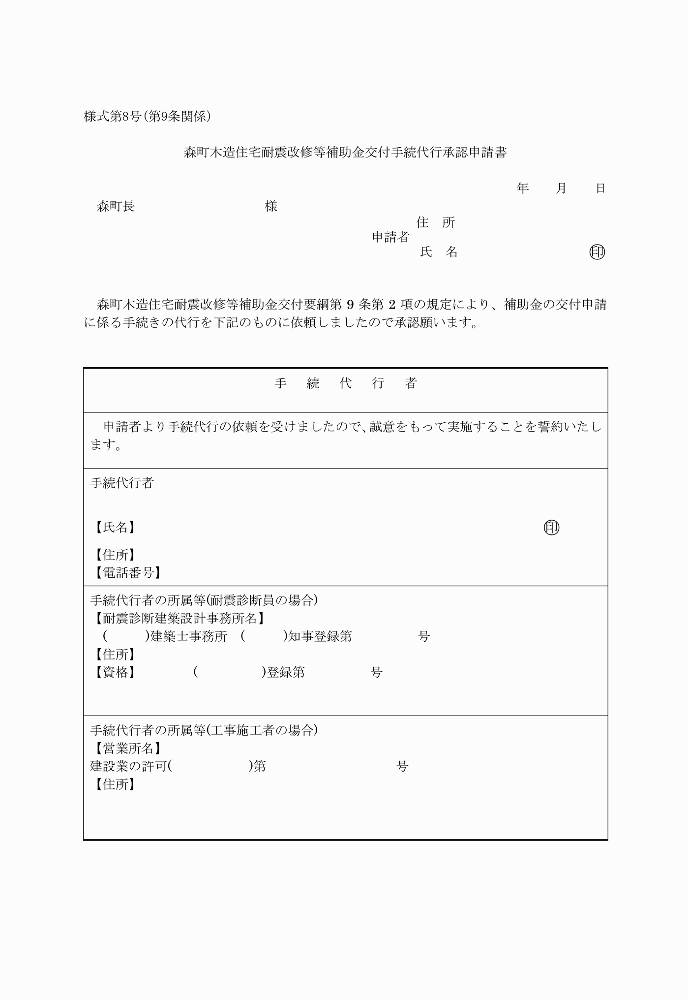 様式第8号(第9条関係)
森町木造住宅耐震改修等補助金交付手続代行承認申請書
年　　月　　日
森町長　　　　　　　　　　様
住　所
申請者
氏　名　　　　　　　　　　㊞
森町木造住宅耐震改修等補助金交付要綱第 9 条第 2 項の規定により、補助金の交付申請
に係る手続きの代行を下記のものに依頼しましたので承認願います。
手　続　代　行　者
申請者より手続代行の依頼を受けましたので、誠意をもって実施することを誓約いたし
ます。
手続代行者
【氏名】　　　　　　　　　　㊞
【住所】
【電話番号】
手続代行者の所属等(耐震診断員の場合)
【耐震診断建築設計事務所名】
(　　　)建築士事務所　(　　　)知事登録第　　　　　号
【住所】
【資格】　　　　(　　　　　)登録第　　　　　号
手続代行者の所属等(工事施工者の場合)
【営業所名】
建設業の許可(　　　　　　)第　　　　　　　　　　号
【住所】